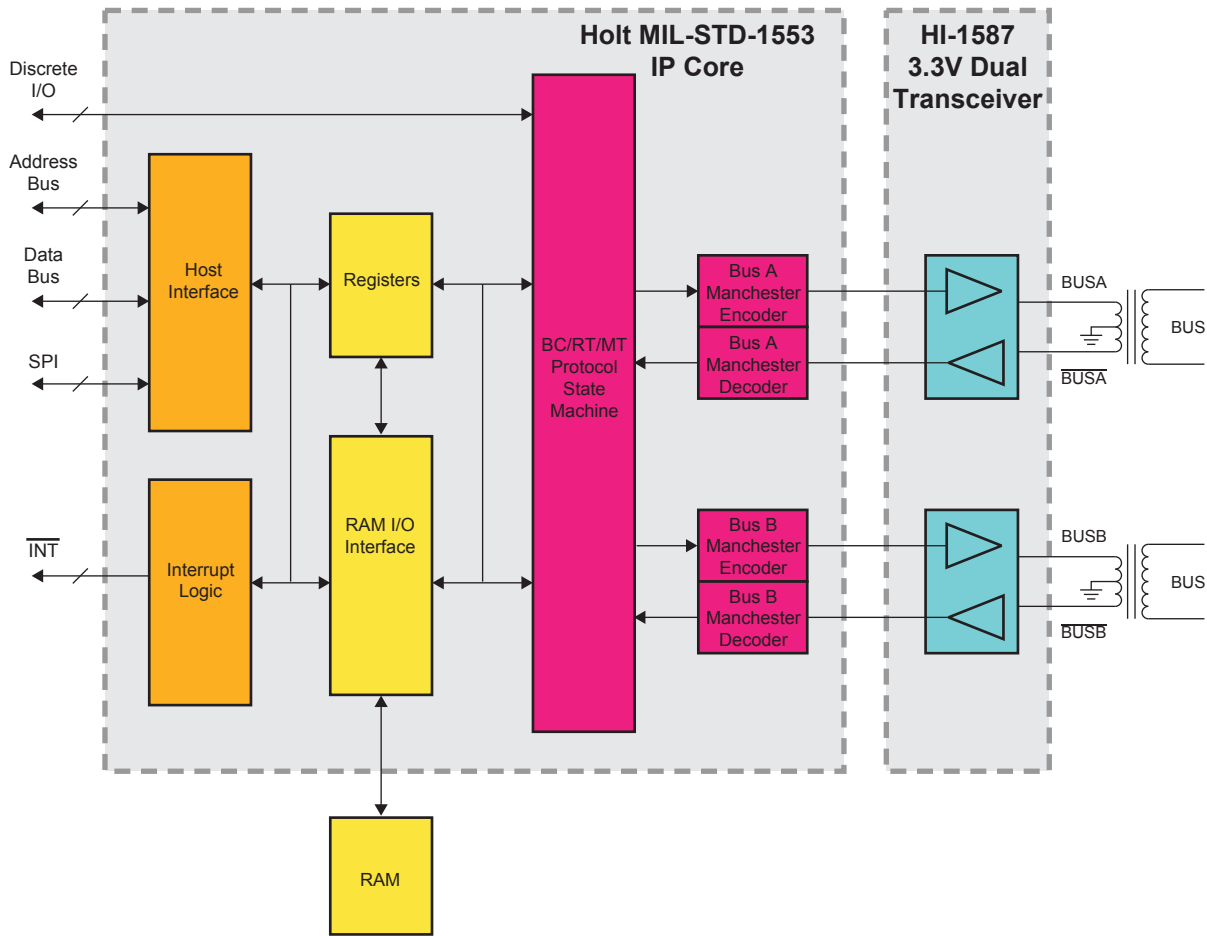 Holt MIL-STD-1553
IP Core
HI-1587
3.3V Dual
Transceiver
Discrete
I/O
Address
Bus
Data
Bus
SPI
INT
Host
Interface
Interrupt
Logic
Registers
RAM I/O
Interface
RAM
BC/RT/MT
Protocol
State
Machine
Bus A
Manchester
Encoder
Bus A
Manchester
Decoder
Bus B
Manchester
Encoder
Bus B
Manchester
Decoder
BUSA
BUSA
BUS
BUSB
BUSB
BUS